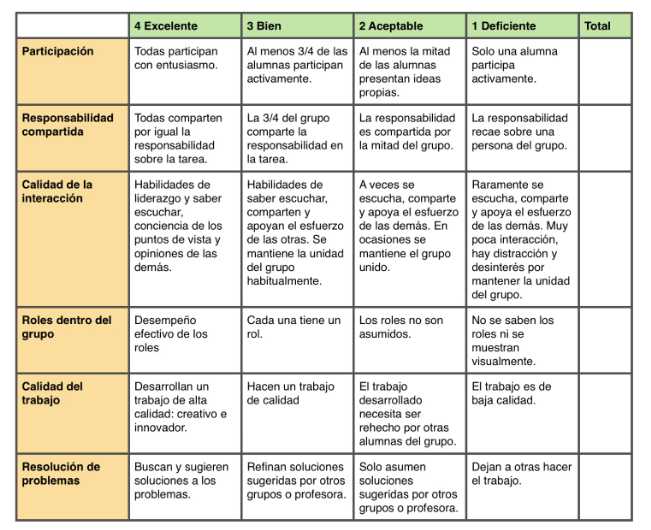 4 Excelente 3 Bien 2 Aceptable 1 Deficiente Total
Participación
Todas participan
con entusiasmo.
Al menos 3/4 de las
alumnas participan
activamente.
Al menos la mitad
de las alumnas
presentan ideas
propias.
Solo una alumna
participa
activamente.
Responsabilidad
compartida
Todas comparten
por igual la
responsabilidad
sobre la tarea.
La 3/4 del grupo
comparte la
responsabilidad en
la tarea.
La responsabilidad
es compartida por
la mitad del grupo.
La responsabilidad
recae sobre una
persona del grupo.
Calidad de la
interacción
Habilidades de
liderazgo y saber
escuchar,
conciencia de los
puntos de vista y
opiniones de las
demás.
Habilidades de
saber escuchar,
comparten y
apoyan el esfuerzo
de las otras. Se
mantiene la unidad
del grupo
habitualmente.
A veces se
escucha, comparte
y apoya el esfuerzo
de las demás. En
ocasiones se
mantiene el grupo
unido.
Raramente se
escucha, comparte
y apoya el esfuerzo
de las demás. Muy
poca interacción,
hay distracción y
desinterés por
mantener la unidad
del grupo.
Roles dentro del
grupo
Desempeño
efectivo de los
roles
Cada una tiene un
rol.
Los roles no son
asumidos.
No se saben los
roles ni se
muestran
visualmente.
Calidad del
trabajo
Desarrollan un
trabajo de alta
calidad: creativo e
innovador.
Hacen un trabajo
de calidad
El trabajo
desarrollado
necesita ser
rehecho por otras
alumnas del grupo.
El trabajo es de
baja calidad.
Resolución de
problemas
Buscan y sugieren
soluciones a los
problemas.
Refinan soluciones
sugeridas por otros
grupos o profesora.
Solo asumen
soluciones
sugeridas por otros
grupos o profesora.
Dejan a otras hacer
el trabajo.